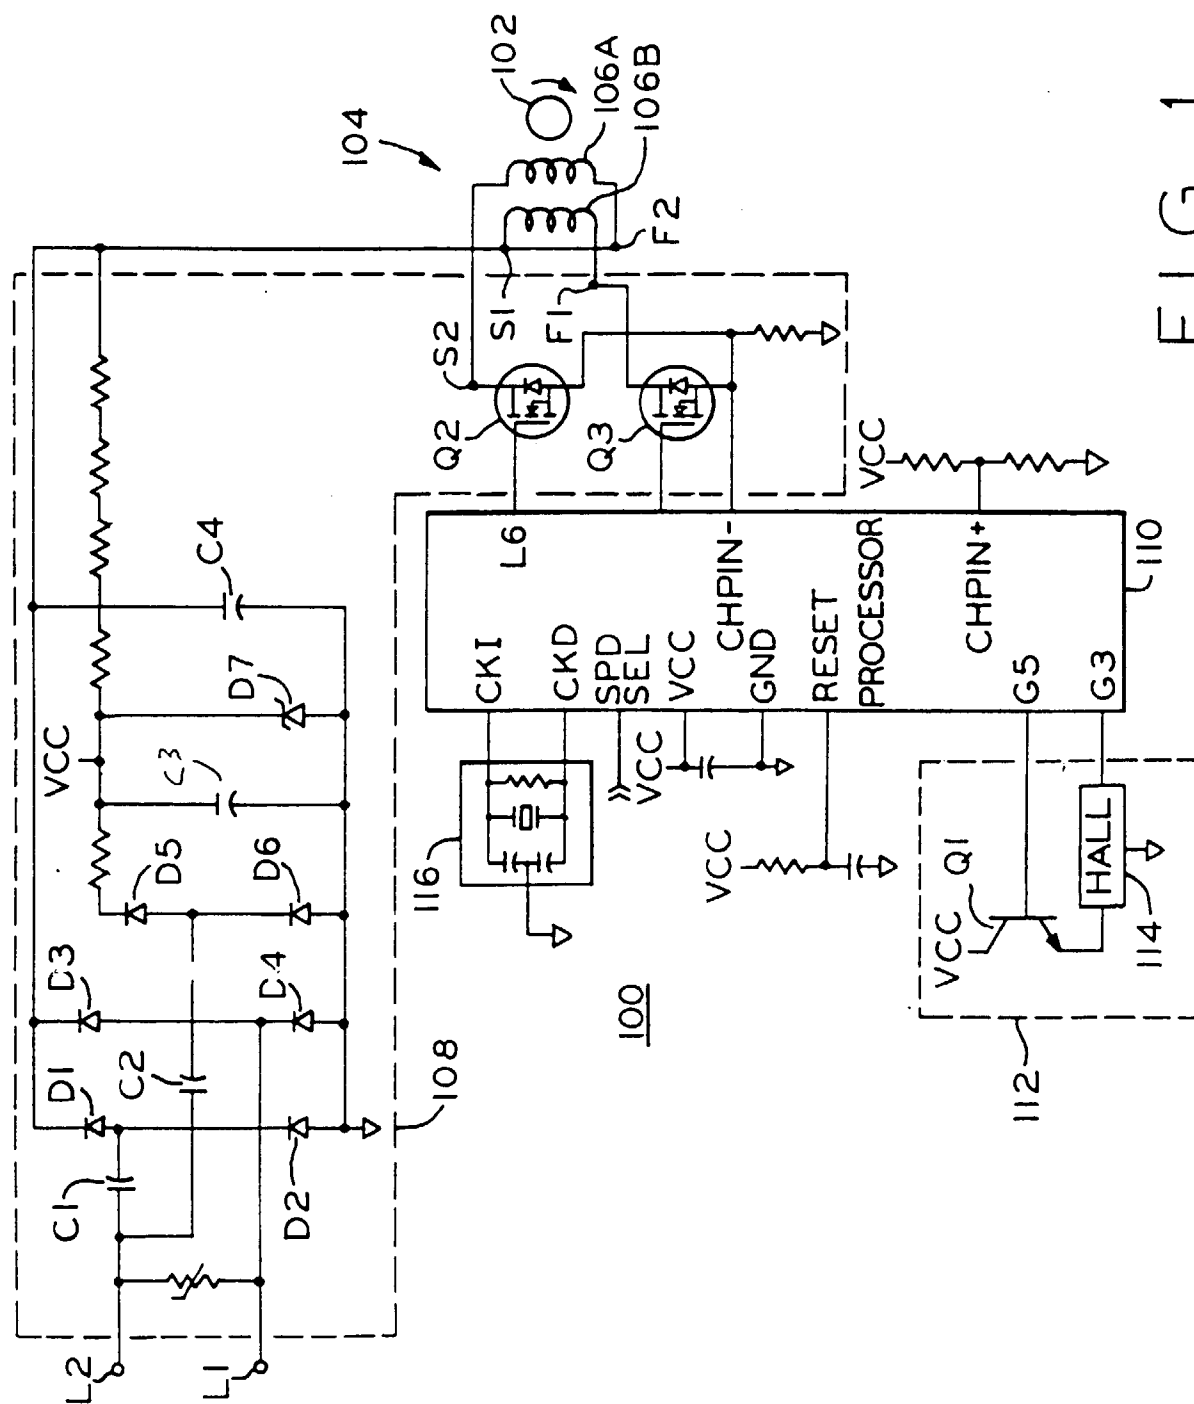 L2
L1
C1
D1
D2
C2
D3
D4
D5
D6
C3
VCC
D7
C4
108
104
102
106A
106B
S2
S1
F1
F2
Q2
Q3
116
CKI
CKD
SPD
SEL
VCC
GND
RESET
PROCESSOR
L6
CHPIN-
CHPIN+
G5
G3
110
VCC
VCC
VCC
100
112
VCC
Q1
HALL
114
FIG 1